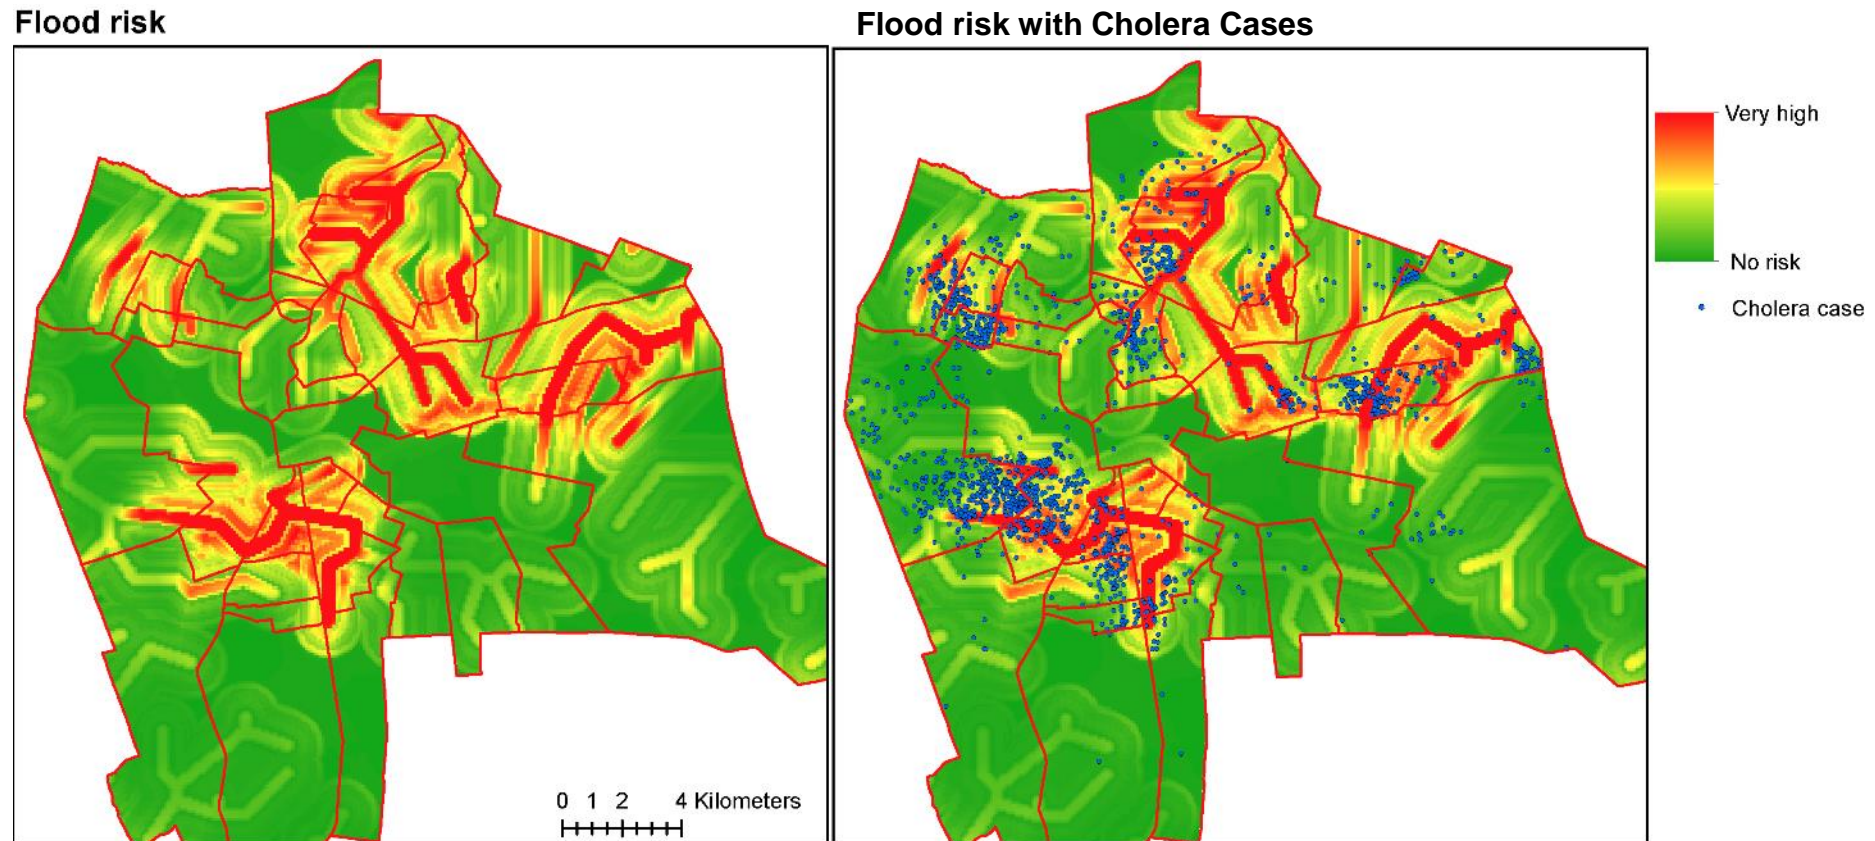 Flood risk
Flood risk with Cholera Cases
Very high
No risk
Cholera case
0 1 2 4 Kilometers